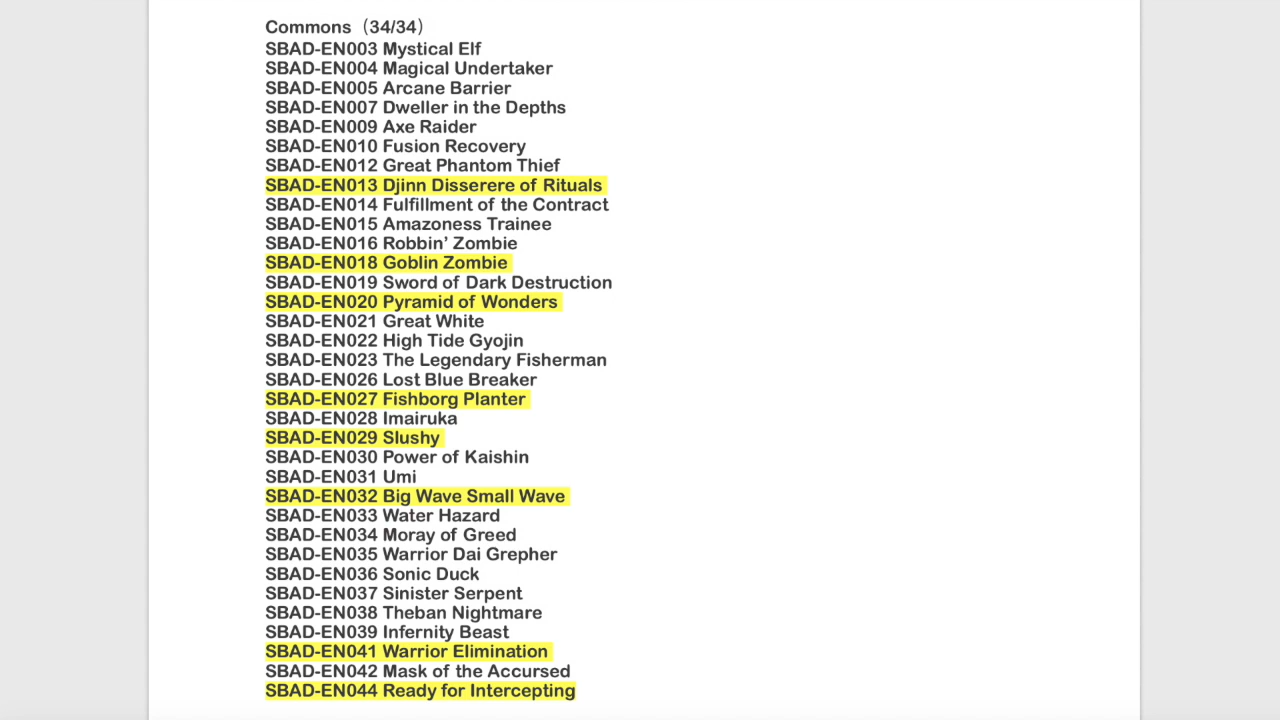 Commons（34/34）
SBAD-EN003 Mystical Elf
SBAD-EN004 Magical Undertaker
SBAD-EN005 Arcane Barrier
SBAD-EN007 Dweller in the Depths
SBAD-EN009 Axe Raider
SBAD-EN010 Fusion Recovery
SBAD-EN012 Great Phantom Thief
SBAD-EN013 Djinn Disserere of Rituals
SBAD-EN014 Fulfillment of the Contract
SBAD-EN015 Amazoness Trainee
SBAD-EN016 Robbin’ Zombie
SBAD-EN018 Goblin Zombie
SBAD-EN019 Sword of Dark Destruction
SBAD-EN020 Pyramid of Wonders
SBAD-EN021 Great White
SBAD-EN022 High Tide Gyojin
SBAD-EN023 The Legendary Fisherman
SBAD-EN026 Lost Blue Breaker
SBAD-EN027 Fishborg Planter
SBAD-EN028 Imairuka
SBAD-EN029 Slushy
SBAD-EN030 Power of Kaishin
SBAD-EN031 Umi
SBAD-EN032 Big Wave Small Wave
SBAD-EN033 Water Hazard
SBAD-EN034 Moray of Greed
SBAD-EN035 Warrior Dai Grepher
SBAD-EN036 Sonic Duck
SBAD-EN037 Sinister Serpent
SBAD-EN038 Theban Nightmare
SBAD-EN039 Infernity Beast
SBAD-EN041 Warrior Elimination
SBAD-EN042 Mask of the Accursed
SBAD-EN044 Ready for Intercepting